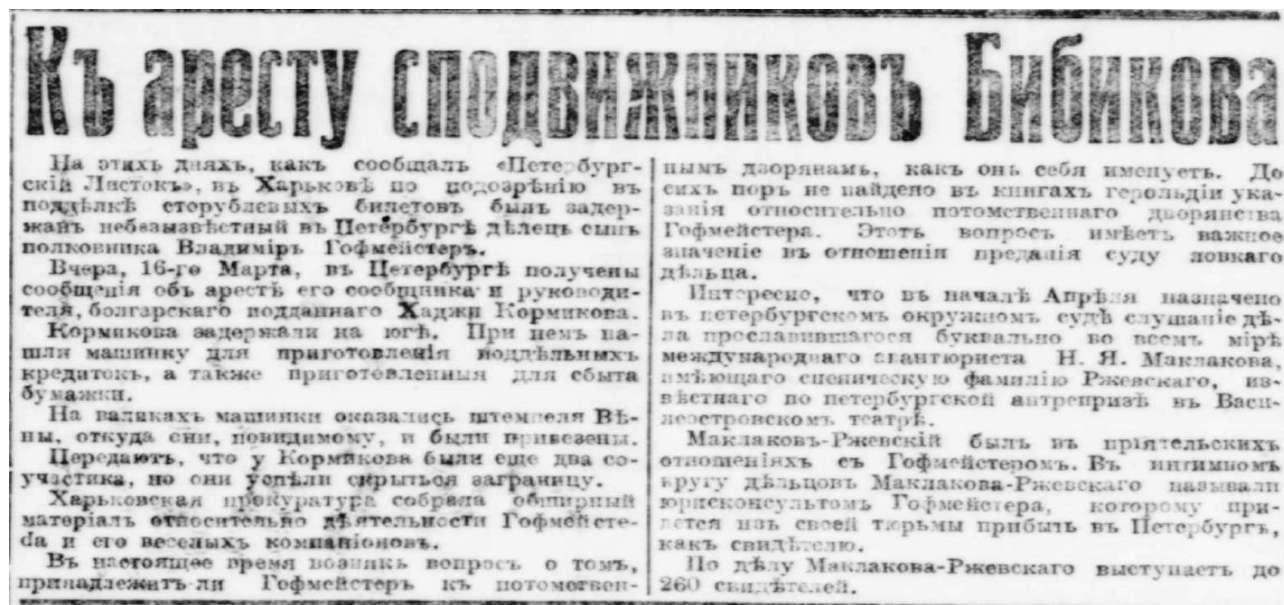 Къ аресту сподвижниковъ Бибикова
На этихъ дняхъ, какъ сообщалъ «Петербург-
скій Листокъ», въ Харьковѣ по подозрѣнію въ
поддѣлкѣ сторублевыхъ билетовъ былъ задер-
жанъ небезызвѣстный въ Петербургѣ дѣлецъ сынъ
полковника Владиміръ Гофмейстеръ.
Вчера, 16-го Марта, въ Петербургѣ получены
сообщенія объ арестѣ его сообщника и руководи-
теля, болгарскаго подданнаго Хаджи Кормикова.
Кормикова задержали на югѣ. При немъ на-
шли машинку для приготовленія поддѣльныхъ
кредитокъ, а также приготовленныя для сбыта
бумажки.
На валикахъ машинки оказались штемпеля Вѣ-
ны, откуда они, повидимому, и были привезены.
Передаютъ, что у Кормикова были еще два со-
участика, но они успѣли скрыться заграницу.
Харьковская прокуратура собрала обширный
матеріалъ относительно дѣятельности Гофмейсте-
da и его веселыхъ компаніоновъ.
Въ настоящее время возникъ вопросъ о томъ,
принадлежитъ-ли Гофмейстеръ къ потомствен-
нымъ дворянамъ, какъ онъ себя именуетъ. До
сихъ поръ не найдено въ книгахъ герольдіи ука-
занія относительно потомственнаго дворянства
Гофмейстера. Этотъ вопросъ имѣетъ важное
значеніе въ отношеніи преданія суду ловкаго
дѣльца.
Интересно, что въ началѣ Апрѣля назначено
въ петербургскомъ окружномъ судѣ слушаніе дѣ-
ла прославившагося буквально во всемъ мірѣ
международнаго авантюриста Н. Я. Маклакова,
имѣющаго сценическую фамилію Ржевскаго, из-
вѣстнаго по петербургской антрепризѣ въ Васи-
леостровскомъ театрѣ.
Маклаковъ-Ржевскій былъ въ пріятельскихъ
отношеніяхъ съ Гофмейстеромъ. Въ интимномъ
кругу дѣльцовъ Маклакова-Ржевскаго называли
юрисконсультомъ Гофмейстера, которому при-
дется изъ своей тюрьмы прибыть въ Петербургъ,
какъ свидѣтелю.
По дѣлу Маклакова-Ржевскаго выступаетъ до
260 свидѣтелей.